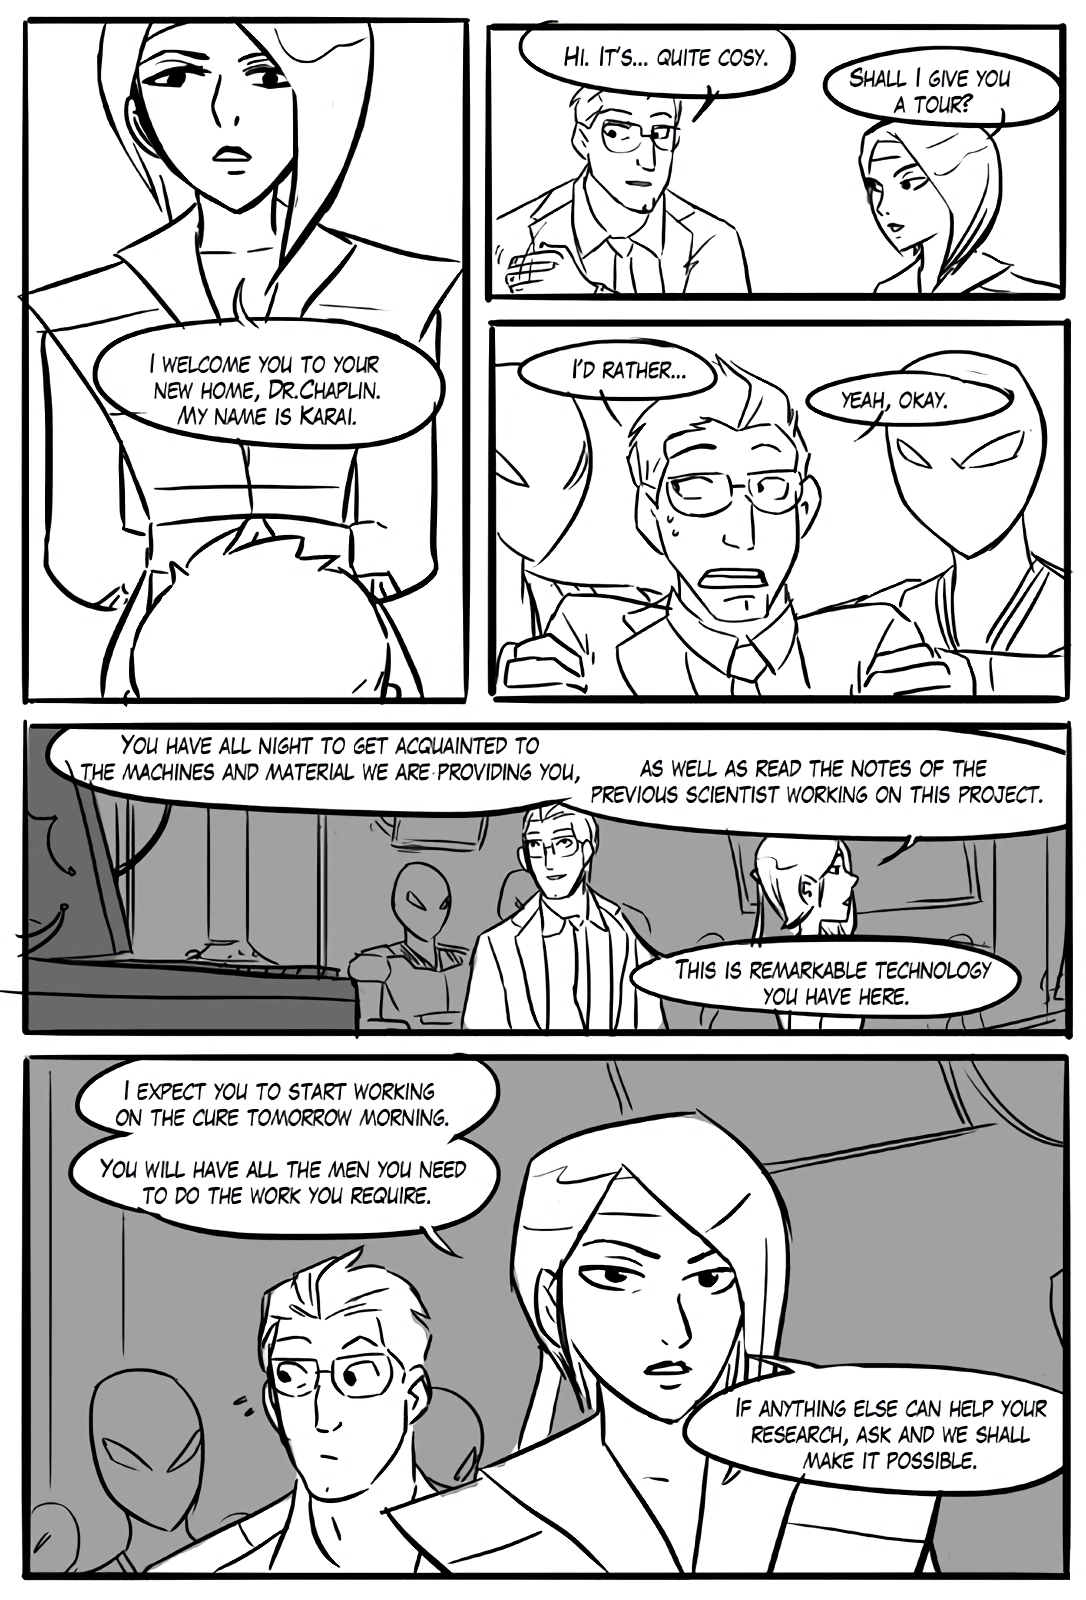 I WELCOME YOU TO YOUR
NEW HOME, DR.CHAPLIN.
MY NAME IS KARAI.
HI. IT'S... QUITE COSY.
SHALL I GIVE YOU
A TOUR?
I'D RATHER...
YEAH, OKAY.
YOU HAVE ALL NIGHT TO GET ACQUAINTED TO
THE MACHINES AND MATERIAL WE ARE PROVIDING YOU,
AS WELL AS READ THE NOTES OF THE
PREVIOUS SCIENTIST WORKING ON THIS PROJECT.
THIS IS REMARKABLE TECHNOLOGY
YOU HAVE HERE.
I EXPECT YOU TO START WORKING
ON THE CURE TOMORROW MORNING.
YOU WILL HAVE ALL THE MEN YOU NEED
TO DO THE WORK YOU REQUIRE.
IF ANYTHING ELSE CAN HELP YOUR
RESEARCH, ASK AND WE SHALL
MAKE IT POSSIBLE.